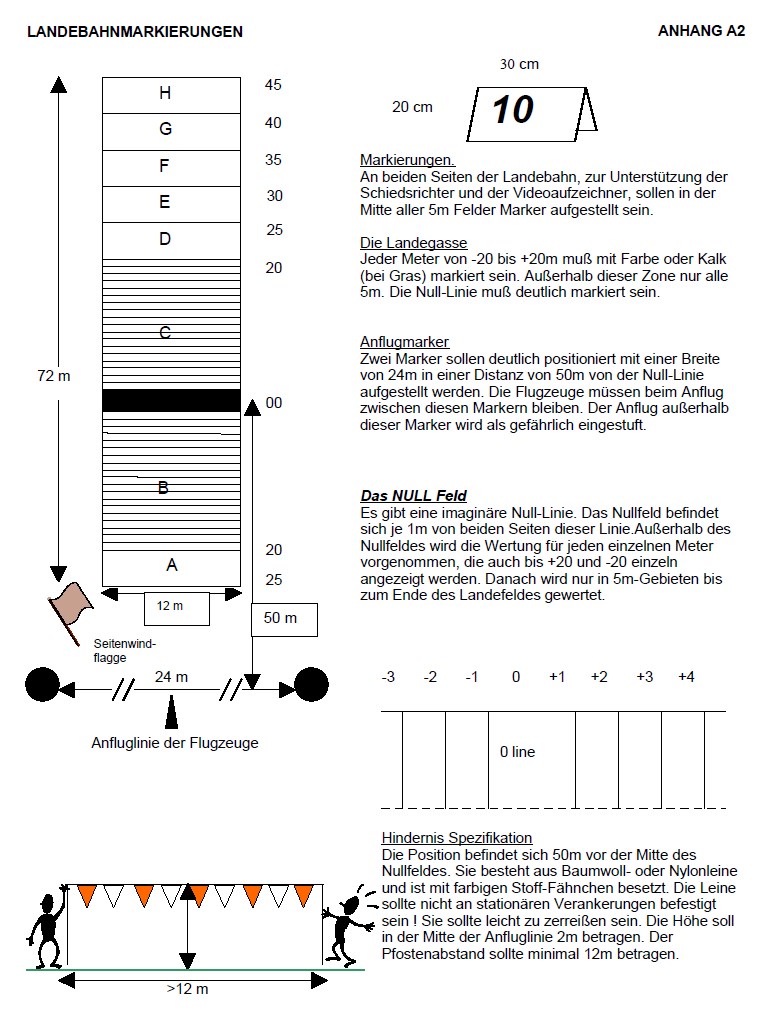 LANDEBAHNMARKIERUNGEN
ANHANG A2
H
G
F
E
D
C
B
A
45
40
35
30
25
20
00
20
25
72 m
12 m
50 m
Seitenwind-
flagge
24 m
Anfluglinie der Flugzeuge
>12 m
30 cm
20 cm
10
Markierungen.
An beiden Seiten der Landebahn, zur Unterstützung der
Schiedsrichter und der Videoaufzeichner, sollen in der
Mitte aller 5m Felder Marker aufgestellt sein.
Die Landegasse
Jeder Meter von -20 bis +20m muß mit Farbe oder Kalk
(bei Gras) markiert sein. Außerhalb dieser Zone nur alle
5m. Die Null-Linie muß deutlich markiert sein.
Anflugmarker
Zwei Marker sollen deutlich positioniert mit einer Breite
von 24m in einer Distanz von 50m von der Null-Linie
aufgestellt werden. Die Flugzeuge müssen beim Anflug
zwischen diesen Markern bleiben. Der Anflug außerhalb
dieser Marker wird als gefährlich eingestuft.
Das NULL Feld
Es gibt eine imaginäre Null-Linie. Das Nullfeld befindet
sich je 1m von beiden Seiten dieser Linie.Außerhalb des
Nullfeldes wird die Wertung für jeden einzelnen Meter
vorgenommen, die auch bis +20 und -20 einzeln
angezeigt werden. Danach wird nur in 5m-Gebieten bis
zum Ende des Landefeldes gewertet.
-3 -2 -1 0 +1 +2 +3 +4
0 line
Hindernis Spezifikation
Die Position befindet sich 50m vor der Mitte des
Nullfeldes. Sie besteht aus Baumwoll- oder Nylonleine
und ist mit farbigen Stoff-Fähnchen besetzt. Die Leine
sollte nicht an stationären Verankerungen befestigt
sein ! Sie sollte leicht zu zerreißen sein. Die Höhe soll
in der Mitte der Anfluglinie 2m betragen. Der
Pfostenabstand sollte minimal 12m betragen.